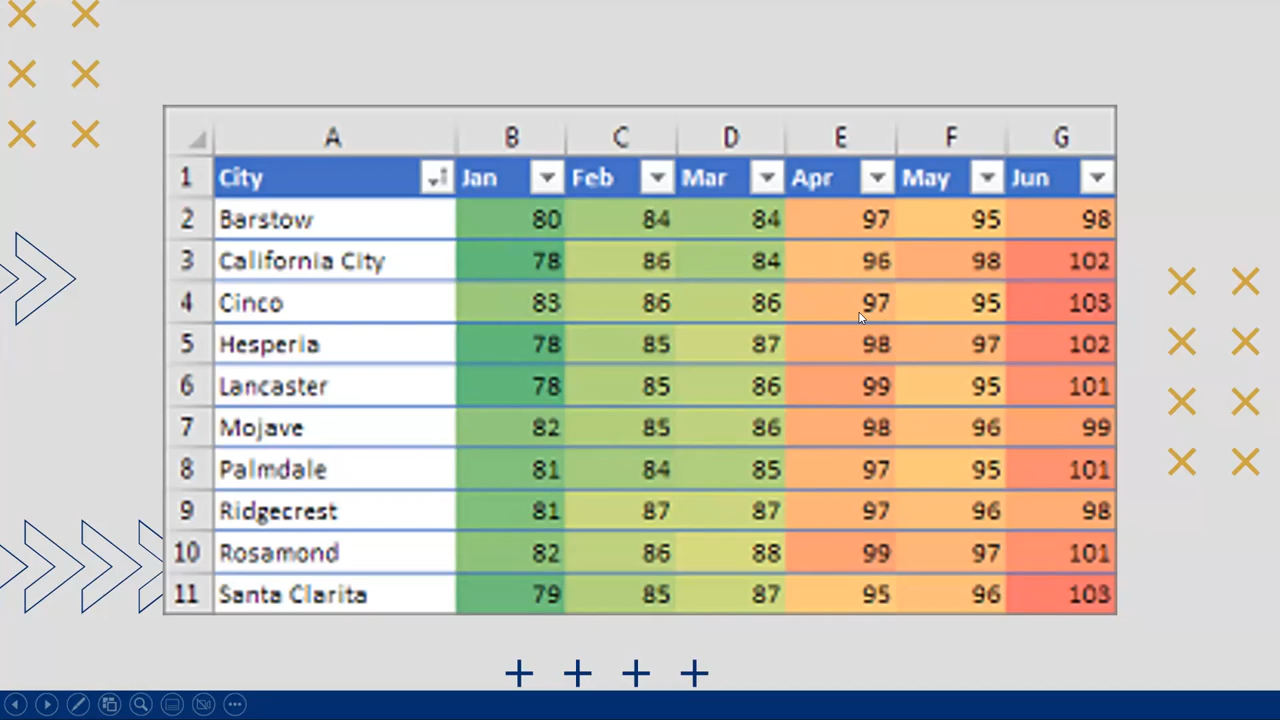 A B C D E F G
1 City Jan Feb Mar Apr May Jun
2 Barstow 80 84 84 97 95 98
3 California City 78 86 84 96 98 102
4 Cinco 83 86 86 97 95 103
5 Hesperia 78 85 87 98 97 102
6 Lancaster 78 85 86 99 95 101
7 Mojave 82 85 86 98 96 99
8 Palmdale 81 84 85 97 95 101
9 Ridgecrest 81 87 87 97 96 98
10 Rosamond 82 86 88 99 97 101
11 Santa Clarita 79 85 87 95 96 103